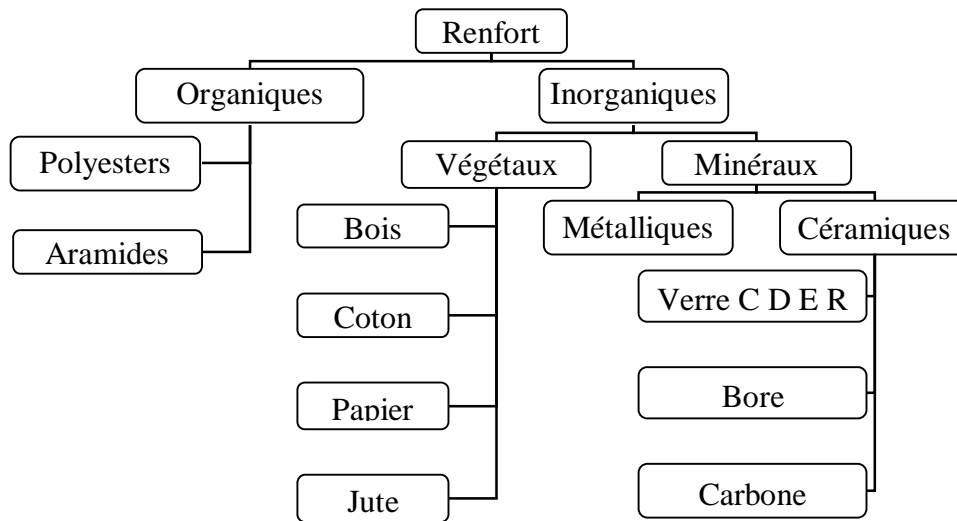 Renfort
Organiques
Inorganiques
Polyesters
Végétaux
Minéraux
Aramides
Bois
Métalliques
Céramiques
Coton
Verre C D E R
Papier
Bore
Jute
Carbone